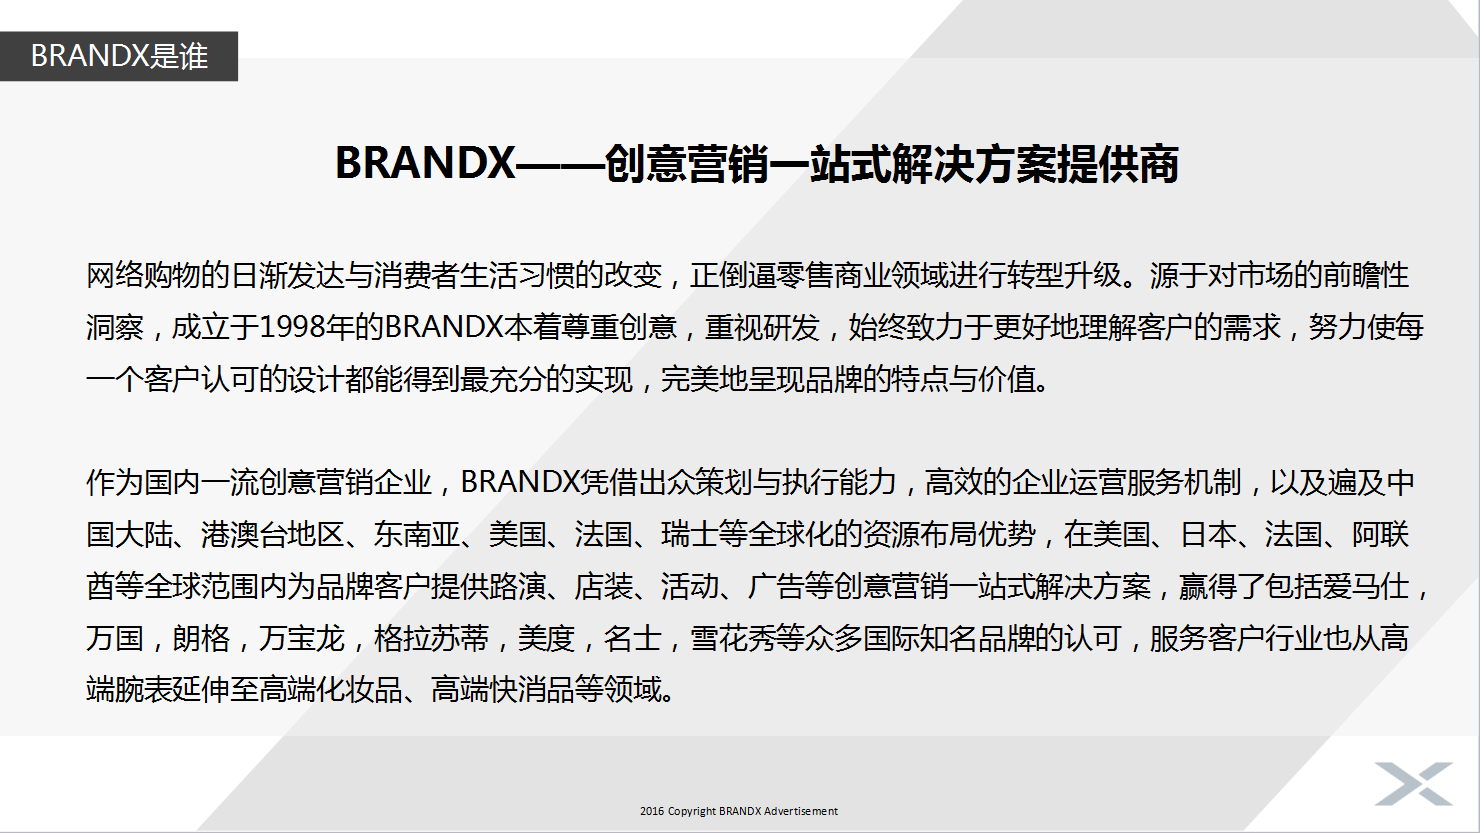 BRANDX是谁
BRANDX——创意营销一站式解决方案提供商
网络购物的日渐发达与消费者生活习惯的改变，正倒逼零售商业领域进行转型升级。源于对市场的前瞻性
洞察，成立于1998年的BRANDX本着尊重创意，重视研发，始终致力于更好地理解客户的需求，努力使每
一个客户认可的设计都能得到最充分的实现，完美地呈现品牌的特点与价值。
作为国内一流创意营销企业，BRANDX凭借出众策划与执行能力，高效的企业运营服务机制，以及遍及中
国大陆、港澳台地区、东南亚、美国、法国、瑞士等全球化的资源布局优势，在美国、日本、法国、阿联
酋等全球范围内为品牌客户提供路演、店装、活动、广告等创意营销一站式解决方案，赢得了包括爱马仕，
万国，朗格，万宝龙，格拉苏蒂，美度，名士，雪花秀等众多国际知名品牌的认可，服务客户行业也从高
端腕表延伸至高端化妆品、高端快消品等领域。
2016 Copyright BRANDX Advertisement